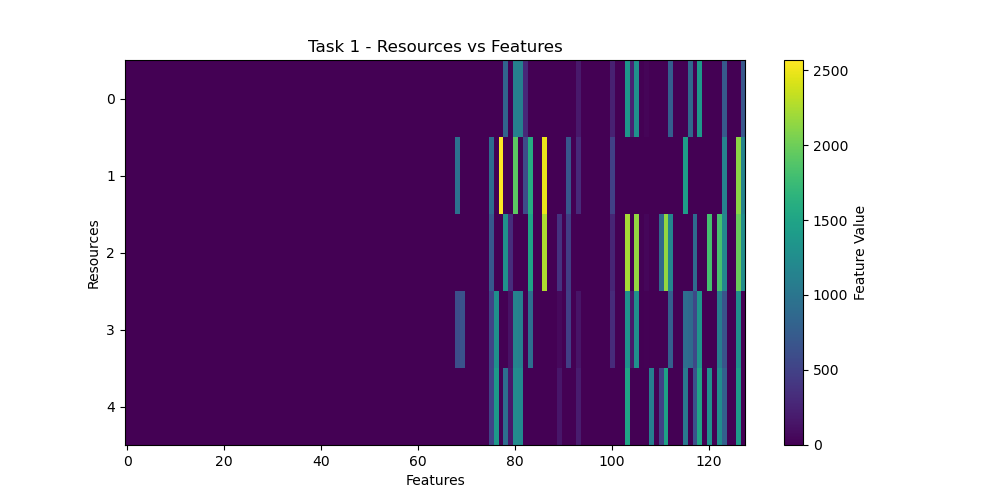 Task 1 - Resources vs Features
Resources
0
1
2
3
4
0 20 40 60 80 100 120
Features
2500
2000
1500
1000
500
0
Feature Value